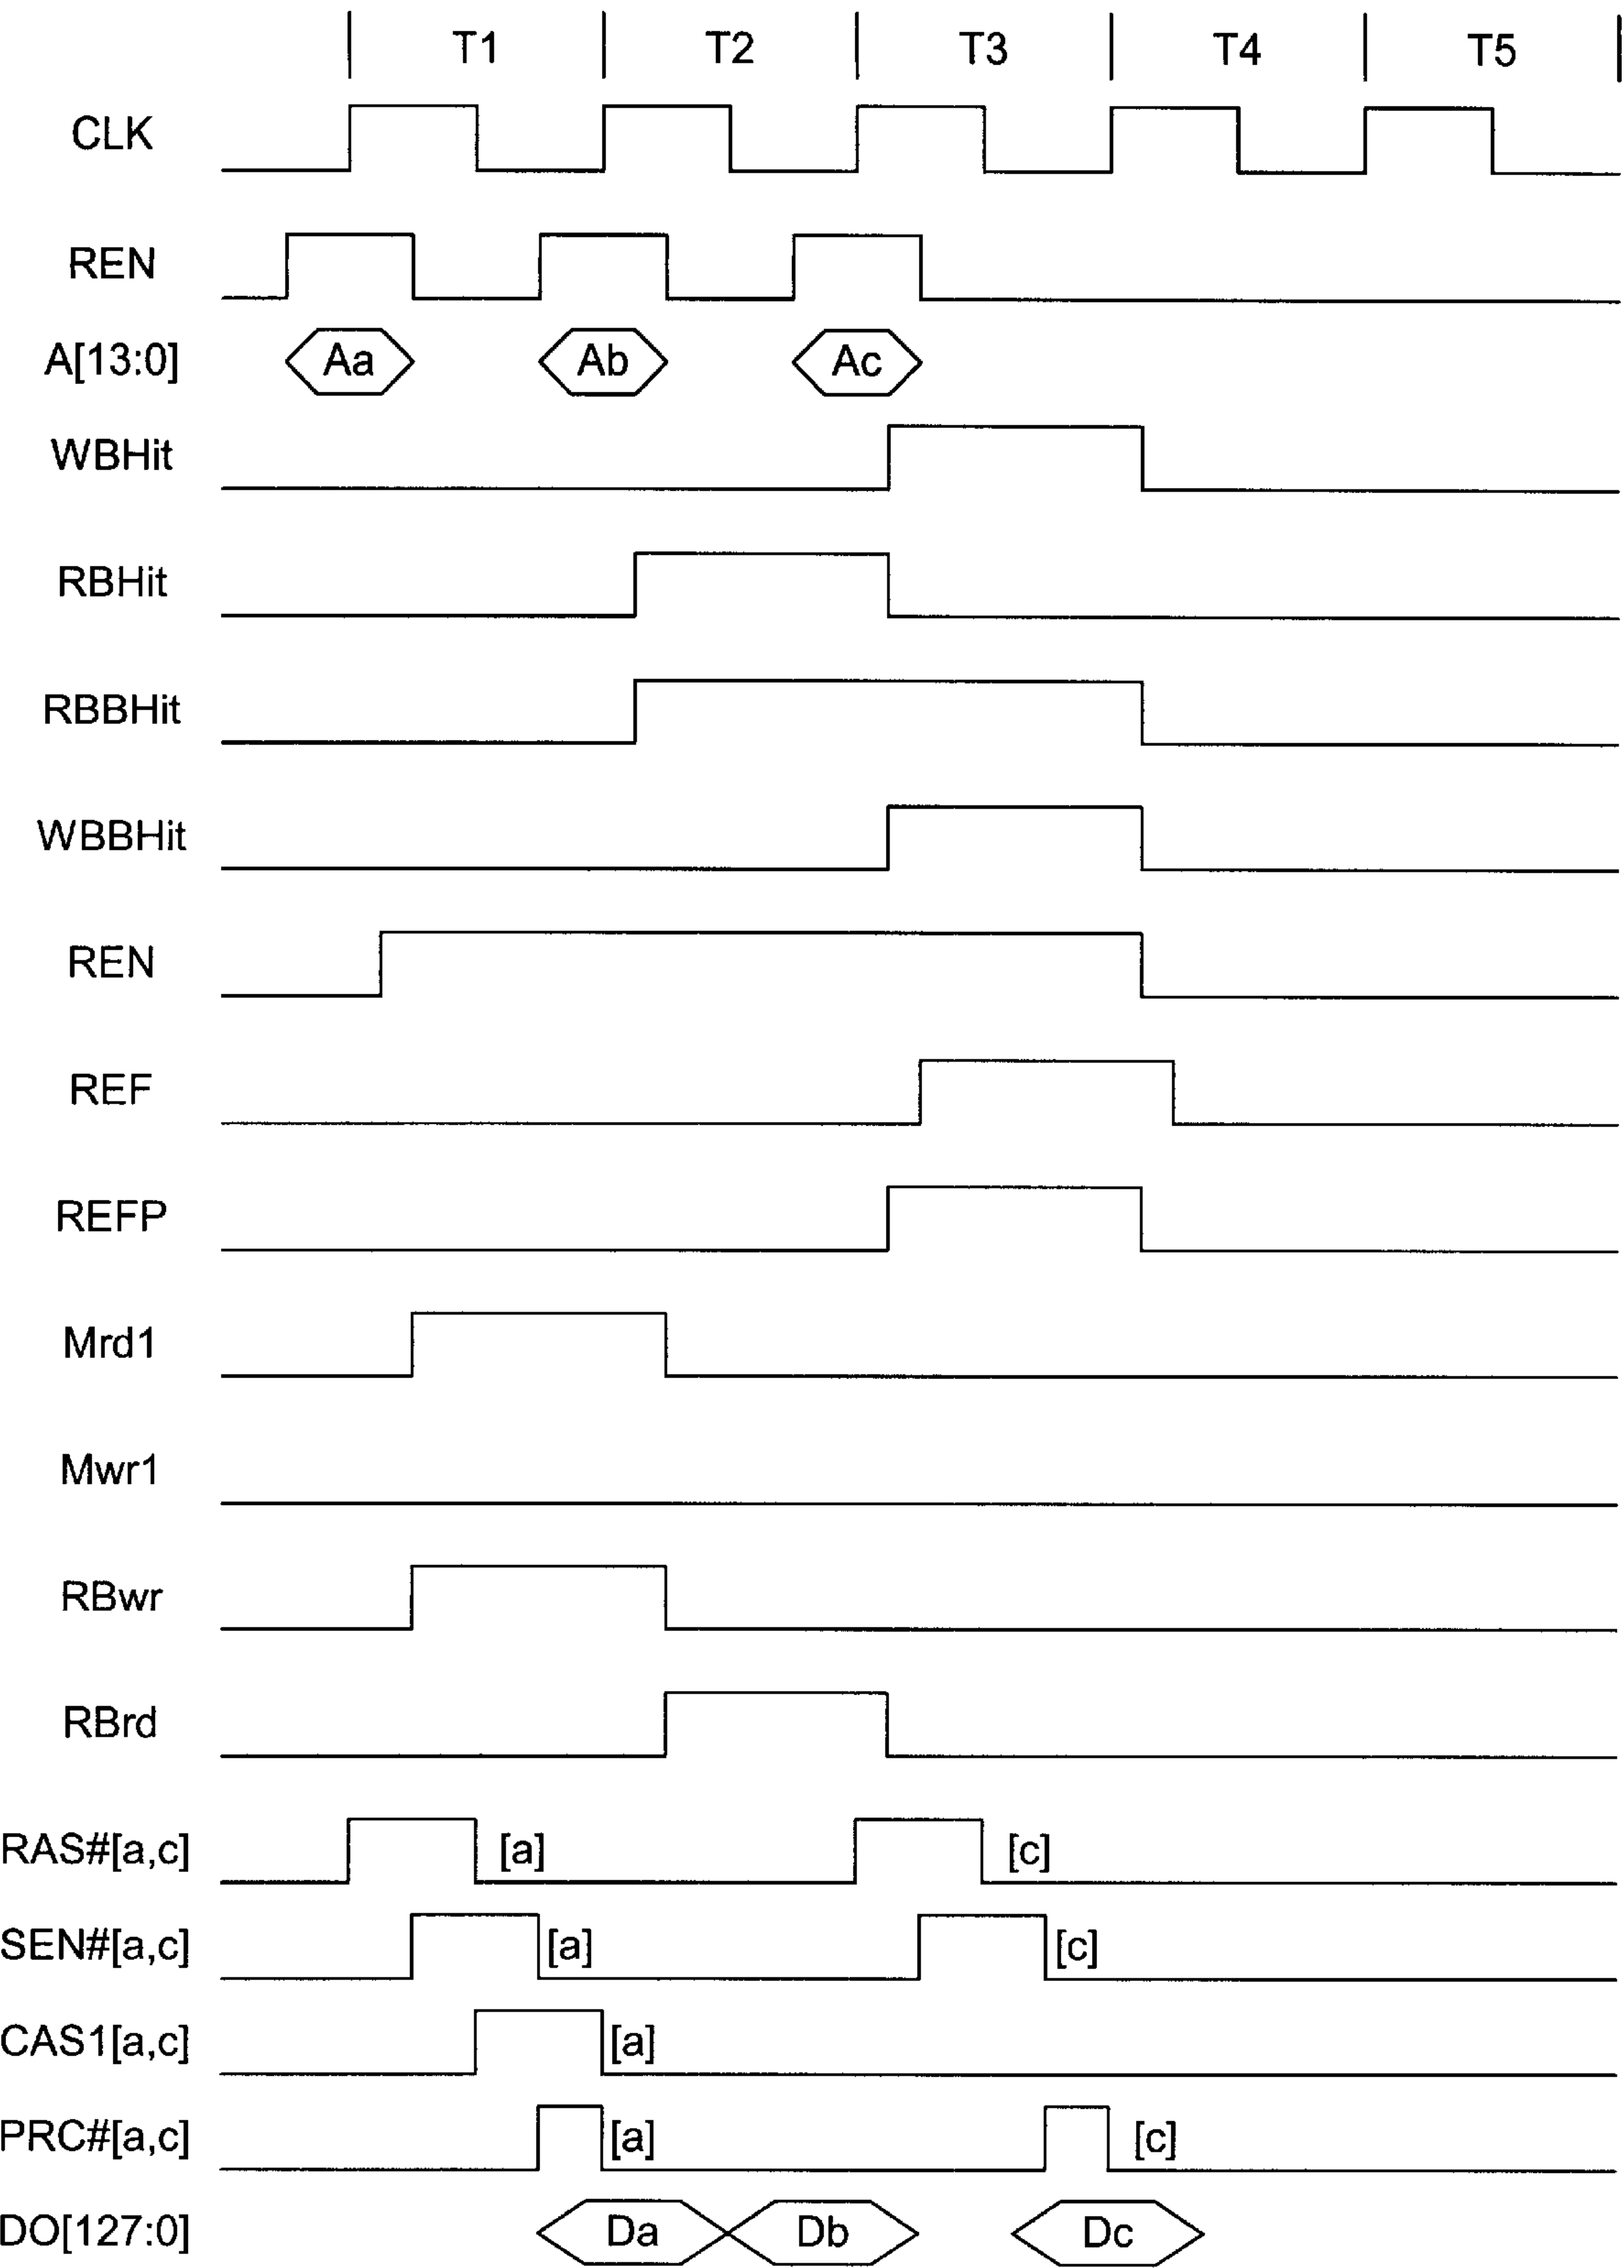 T1 T2 T3 T4 T5
CLK
REN
A[13:0] Aa Ab Ac
WBHit
RBHit
RBBHit
WBBHit
REN
REF
REFP
Mrd1
Mwr1
RBwr
RBrd
RAS#[a,c] [a] [c]
SEN#[a,c] [a] [c]
CAS1[a,c] [a]
PRC#[a,c] [a] [c]
DO[127:0] Da Db Dc